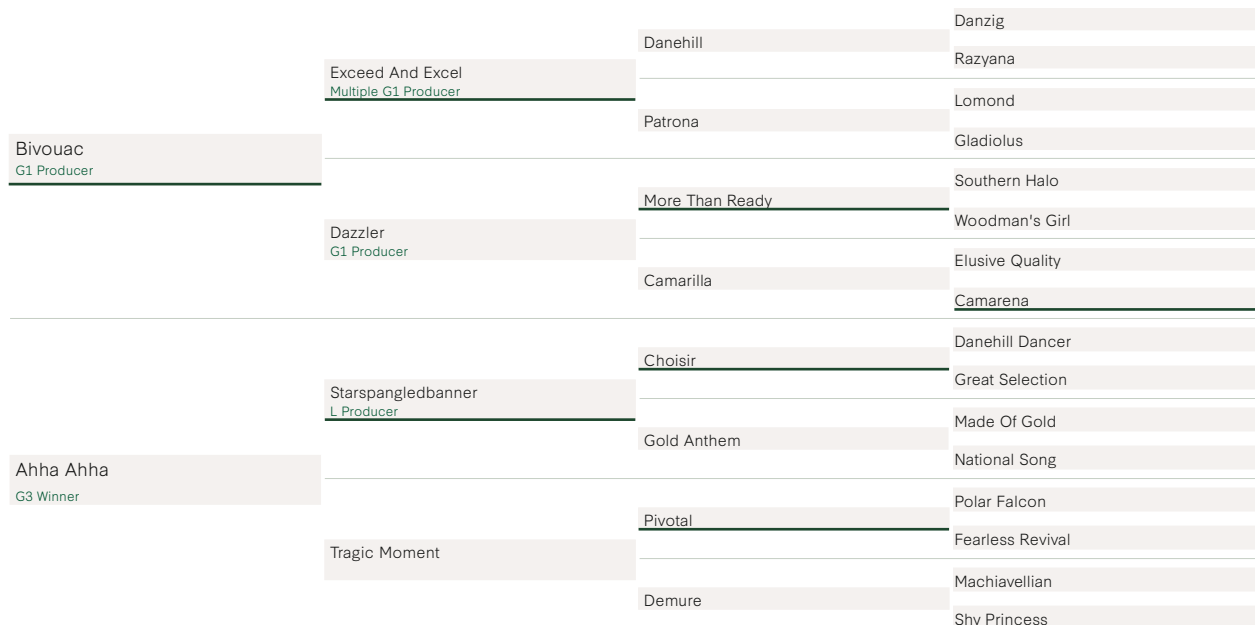 Bivouac
G1 Producer
Exceed And Excel
Multiple G1 Producer
Danehill
Danzig
Razyana
Patrona
Lomond
Gladiolus
Dazzler
G1 Producer
More Than Ready
Southern Halo
Woodman's Girl
Camarilla
Elusive Quality
Camarena
Ahha Ahha
G3 Winner
Starspangledbanner
L Producer
Choisir
Danehill Dancer
Great Selection
Gold Anthem
Made Of Gold
National Song
Tragic Moment
Pivotal
Polar Falcon
Fearless Revival
Demure
Machiavellian
Shy Princess